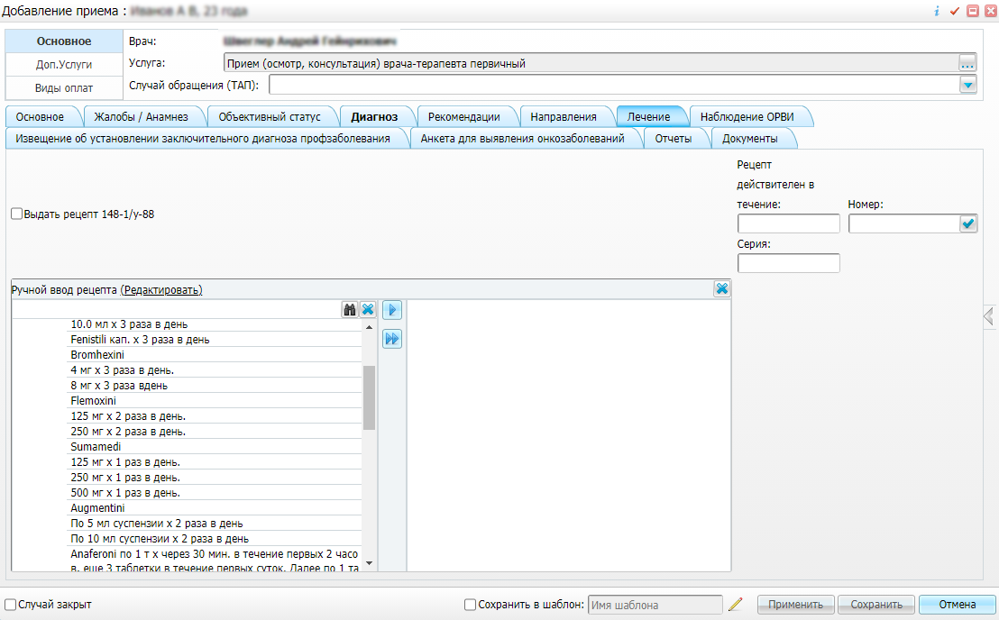 Добавление приема :
Основное
Доп.Услуги
Виды оплат
Врач:
Услуга: Прием (осмотр, консультация) врача-терапевта первичный ...
Случай обращения (ТАП):
Основное Жалобы / Анамнез Объективный статус Диагноз Рекомендации Направления Лечение Наблюдение ОРВИ
Извещение об установлении заключительного диагноза профзаболевания Анкета для выявления онкозаболеваний Отчеты Документы
Выдать рецепт 148-1/у-88
Рецепт
действителен в
течение:
Номер:
Серия:
Ручной ввод рецепта (Редактировать)
10.0 мл х 3 раза в день
Fenistili кап. х 3 раза в день
Bromhexini
4 мг х 3 раза в день.
8 мг х 3 раза вдень
Flemoxini
125 мг х 2 раза в день.
250 мг х 2 раза в день.
Sumamedi
125 мг х 1 раз в день.
250 мг х 1 раз в день.
500 мг х 1 раз в день.
Augmentini
По 5 мл суспензии х 2 раза в день
По 10 мл суспензии х 2 раза в день
Anaferoni по 1 т х через 30 мин. в течение первых 2 часо
в, еще 3 таблетки в течение первых суток. Далее по 1 та
Случай закрыт
Сохранить в шаблон: Имя шаблона
Применить Сохранить Отмена